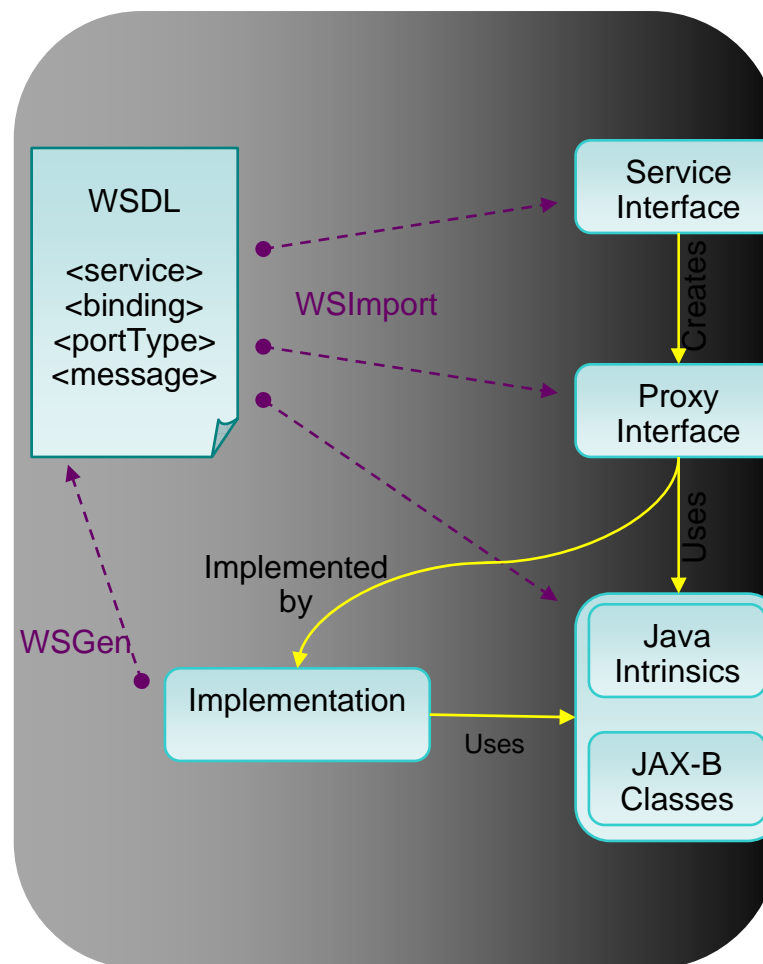 WSDL
<service>
<binding>
<portType>
<message>
WSImport
Service
Interface
Creates
Proxy
Interface
Uses
Implemented
by
WSGen
Implementation
Uses
Java
Intrinsics
JAX-B
Classes